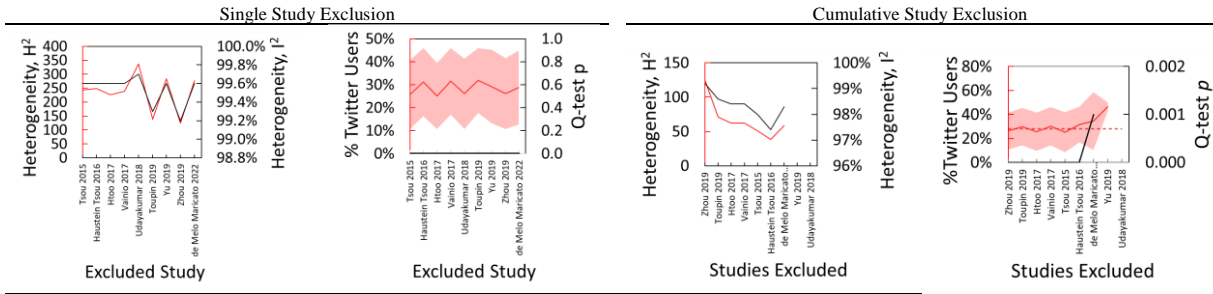 Single Study Exclusion
Cumulative Study Exclusion
Heterogeneity, H²
400
350
300
250
200
150
100
50
0
100.0%
99.8%
99.6%
99.4%
99.2%
99.0%
98.8%
Heterogeneity, I²
Tsou 2015
Haustein Tsou 2016
Htoo 2017
Vainio 2017
Udayakumar 2018
Toupin 2019
Yu 2019
Zhou 2019
de Melo Maricato 2022
Excluded Study
% Twitter Users
50%
40%
30%
20%
10%
0%
1.0
0.8
0.6
0.4
0.2
0.0
Q-test p
Tsou 2015
Haustein Tsou 2016
Htoo 2017
Vainio 2017
Udayakumar 2018
Toupin 2019
Yu 2019
Zhou 2019
de Melo Maricato 2022
Excluded Study
Heterogeneity, H²
150
100
50
0
100%
99%
98%
97%
96%
Heterogeneity, I²
Zhou 2019
Toupin 2019
Htoo 2017
Vainio 2017
Tsou 2015
Haustein Tsou 2016
de Melo Maricato...
Yu 2019
Udayakumar 2018
Studies Excluded
%Twitter Users
80%
60%
40%
20%
0%
0.002
0.001
0.000
Q-test p
Zhou 2019
Toupin 2019
Htoo 2017
Vainio 2017
Tsou 2015
Tsou 2016
de Melo Maricato...
Yu 2019
Udayakumar 2018
Studies Excluded